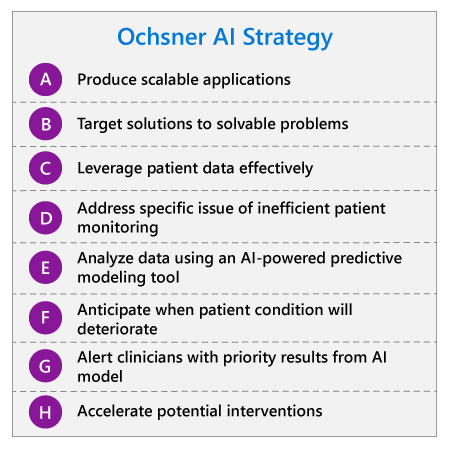 Ochsner AI Strategy
A
Produce scalable applications
B
Target solutions to solvable problems
C
Leverage patient data effectively
D
Address specific issue of inefficient patient
monitoring
E
Analyze data using an AI-powered predictive
modeling tool
F
Anticipate when patient condition will
deteriorate
G
Alert clinicians with priority results from AI
model
H
Accelerate potential interventions